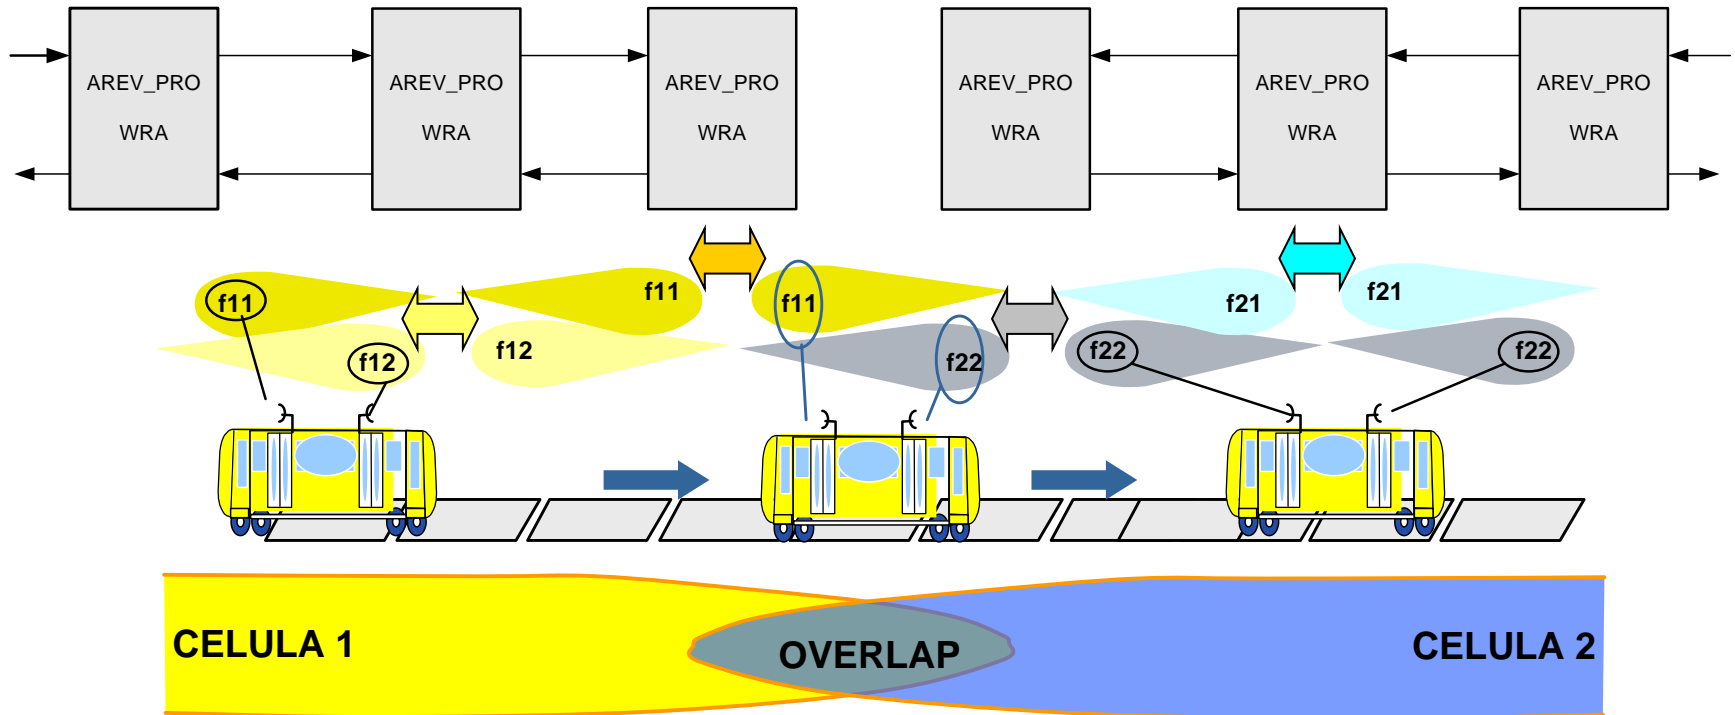 AREV_PRO AREV_PRO AREV_PRO AREV_PRO AREV_PRO AREV_PRO
WRA WRA WRA WRA WRA WRA
f11 f11 f11 f21 f21
f12 f12 f22 f22 f22
CELULA 1 OVERLAP CELULA 2